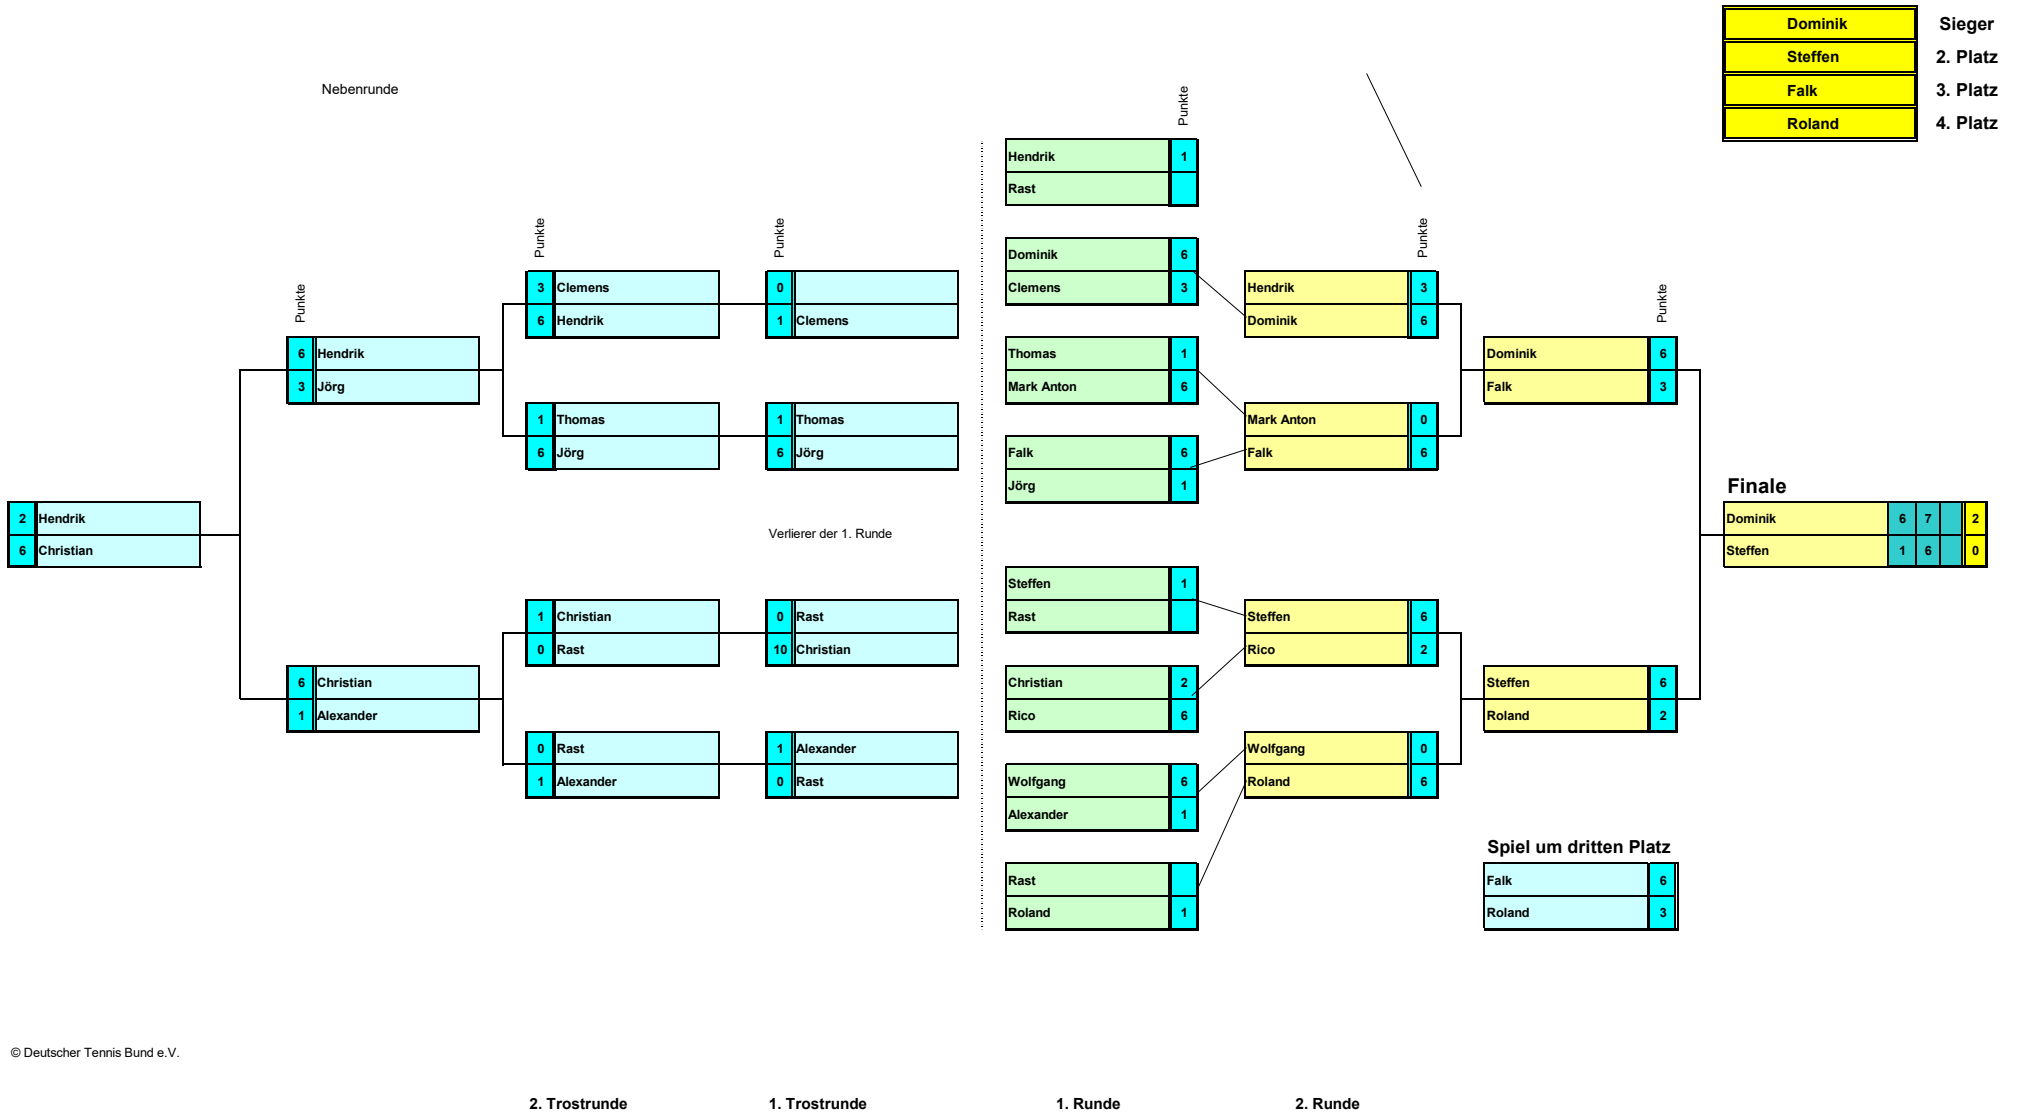 Dominik Sieger
Steffen 2. Platz
Falk 3. Platz
Roland 4. Platz
Nebenrunde
Punkte
Hendrik 1
Rast
Punkte
Punkte
Punkte
Dominik 6
Clemens 3
3 Clemens
6 Hendrik
0
1 Clemens
Hendrik 3
Dominik 6
Punkte
Punkte
6 Hendrik
3 Jörg
Thomas 1
Mark Anton 6
Dominik 6
Falk 3
1 Thomas
6 Jörg
1 Thomas
6 Jörg
Mark Anton 0
Falk 6
Falk 6
Jörg 1
Finale
2 Hendrik
6 Christian
Dominik 6 7 2
Steffen 1 6 0
Verlierer der 1. Runde
Steffen 1
Rast
1 Christian
0 Rast
0 Rast
10 Christian
Steffen 6
Rico 2
6 Christian
1 Alexander
Christian 2
Rico 6
Steffen 6
Roland 2
0 Rast
1 Alexander
1 Alexander
0 Rast
Wolfgang 0
Roland 6
Wolfgang 6
Alexander 1
Spiel um dritten Platz
Rast
Roland 1
Falk 6
Roland 3
© Deutscher Tennis Bund e.V.
2. Trostrunde 1. Trostrunde 1. Runde 2. Runde